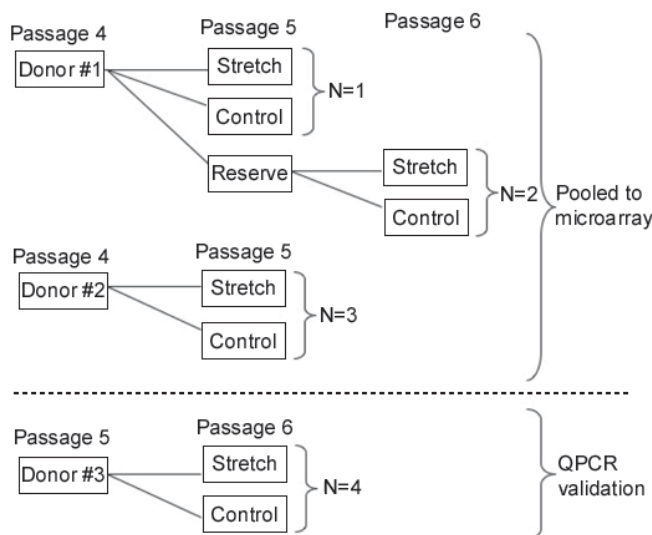 Passage 4
Passage 5
Passage 6
Donor #1
Stretch
Control
N=1
Reserve
Stretch
Control
N=2
Pooled to
microarray
Passage 4
Passage 5
Donor #2
Stretch
Control
N=3
Passage 5
Passage 6
Donor #3
Stretch
Control
N=4
QPCR
validation